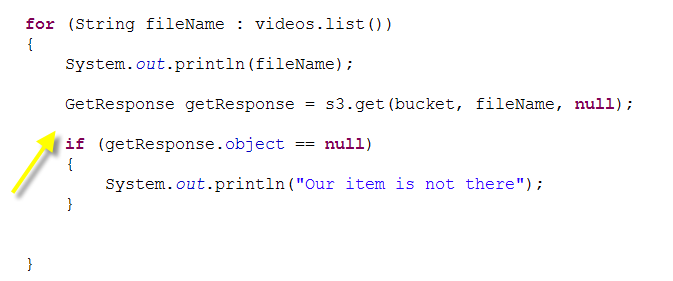 for (String fileName : videos.list())
{
System.out.println(fileName);
GetResponse getResponse = s3.get(bucket, fileName, null);
if (getResponse.object == null)
{
System.out.println("Our item is not there");
}
}